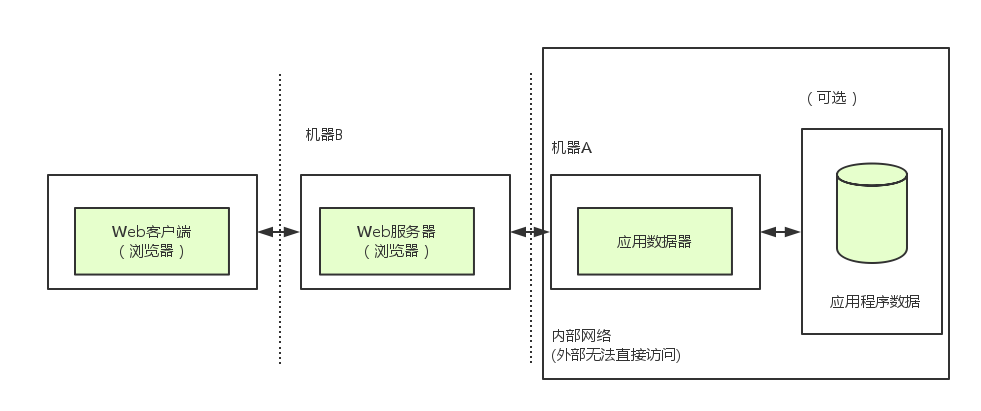 （可选）
机器B
机器A
Web客户端
（浏览器）
Web服务器
（浏览器）
应用数据器
应用程序数据
内部网络
(外部无法直接访问)